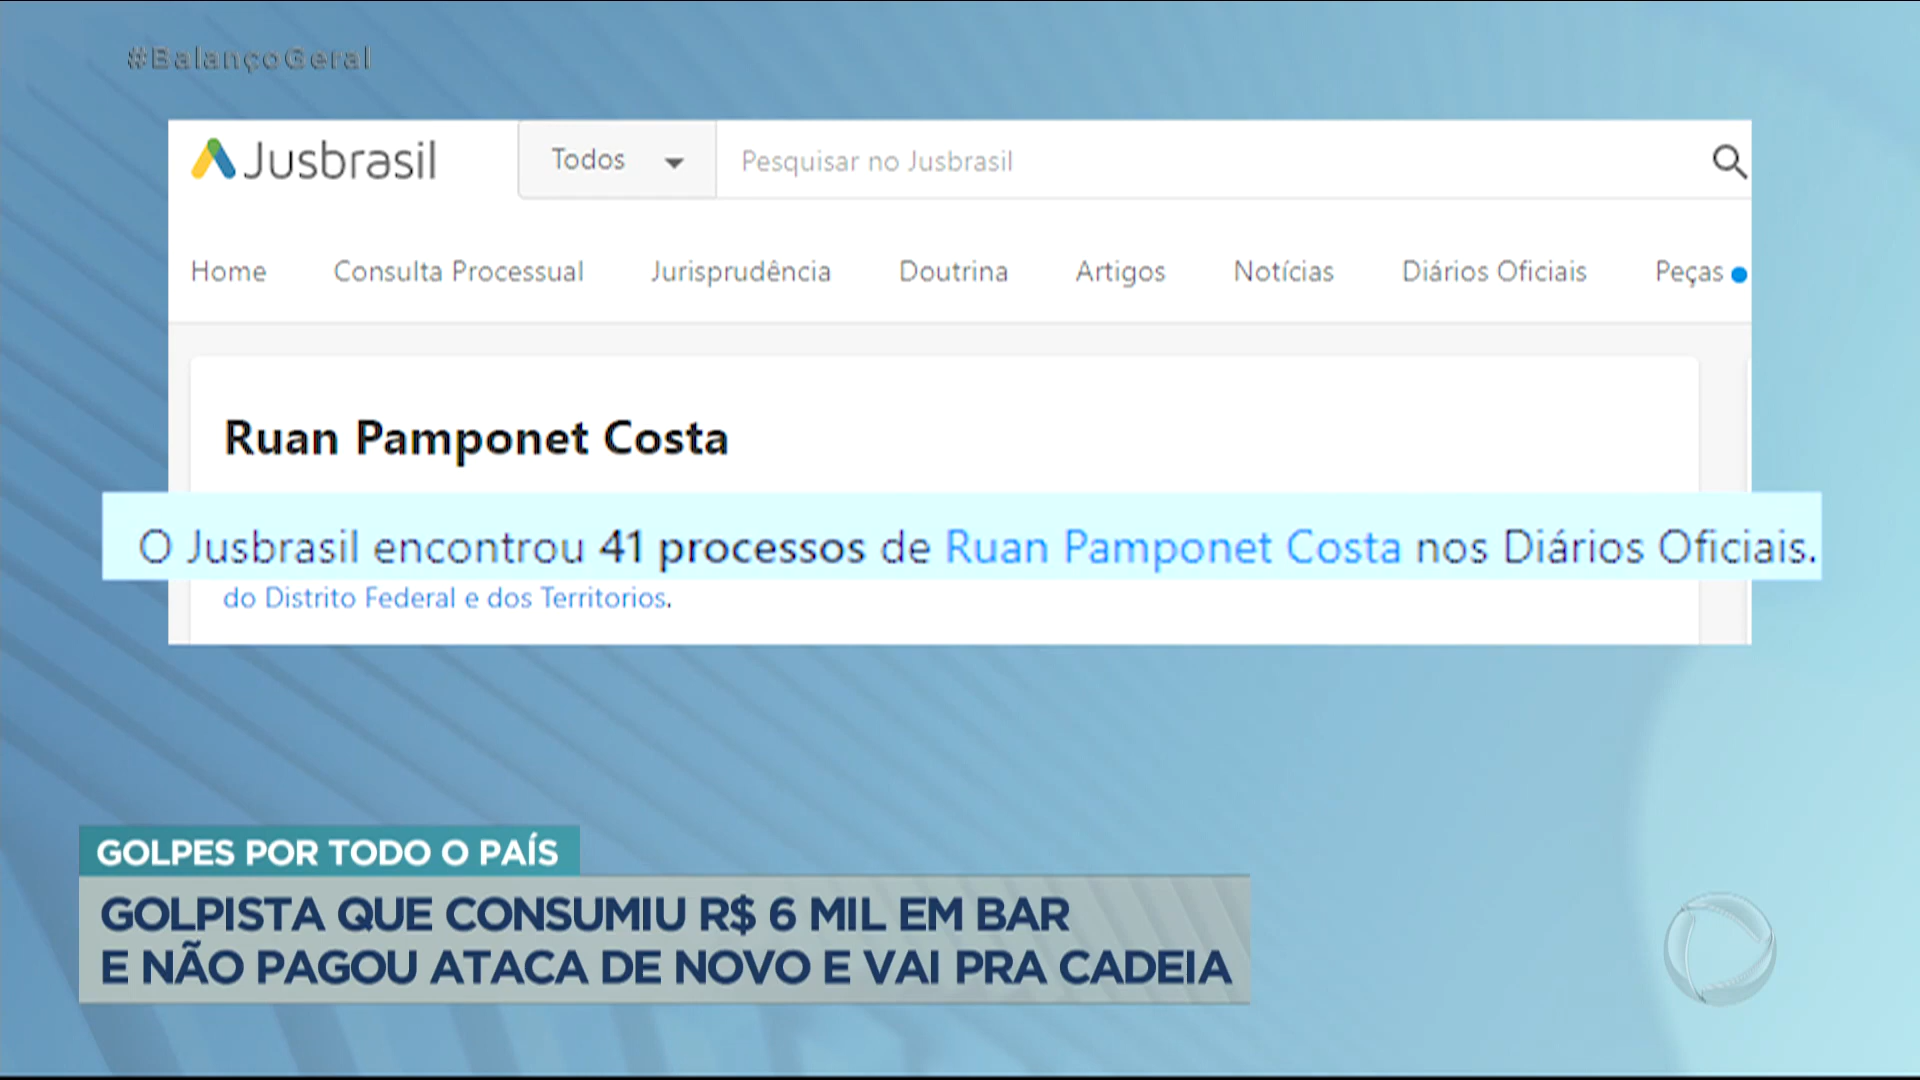 #BalançoGeral
Jusbrasil
Todos
Pesquisar no Jusbrasil
Home Consulta Processual Jurisprudência Doutrina Artigos Notícias Diários Oficiais Peças
Ruan Pamponet Costa
O Jusbrasil encontrou 41 processos de Ruan Pamponet Costa nos Diários Oficiais.
do Distrito Federal e dos Territorios.
GOLPES POR TODO O PAÍS
GOLPISTA QUE CONSUMIU R$ 6 MIL EM BAR
E NÃO PAGOU ATACA DE NOVO E VAI PRA CADEIA